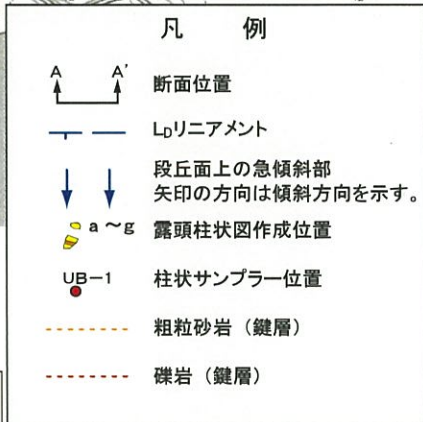 凡 例
A A'
断面位置
LDリニアメント
段丘面上の急傾斜部
矢印の方向は傾斜方向を示す。
a ～g 露頭柱状図作成位置
UB-1 柱状サンプラー位置
粗粒砂岩（鍵層）
礫岩（鍵層）